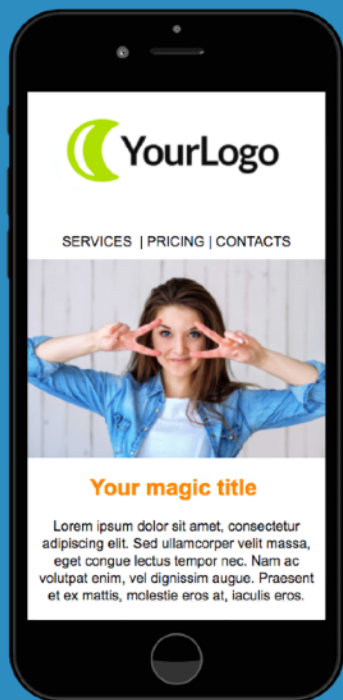 YourLogo
SERVICES | PRICING | CONTACTS
Your magic title
Lorem ipsum dolor sit amet, consectetur
adipiscing elit. Sed ullamcorper velit massa,
eget congue lectus tempor nec. Nam ac
volutpat enim, vel dignissim augue. Praesent
et ex mattis, molestie eros at, iaculis eros.